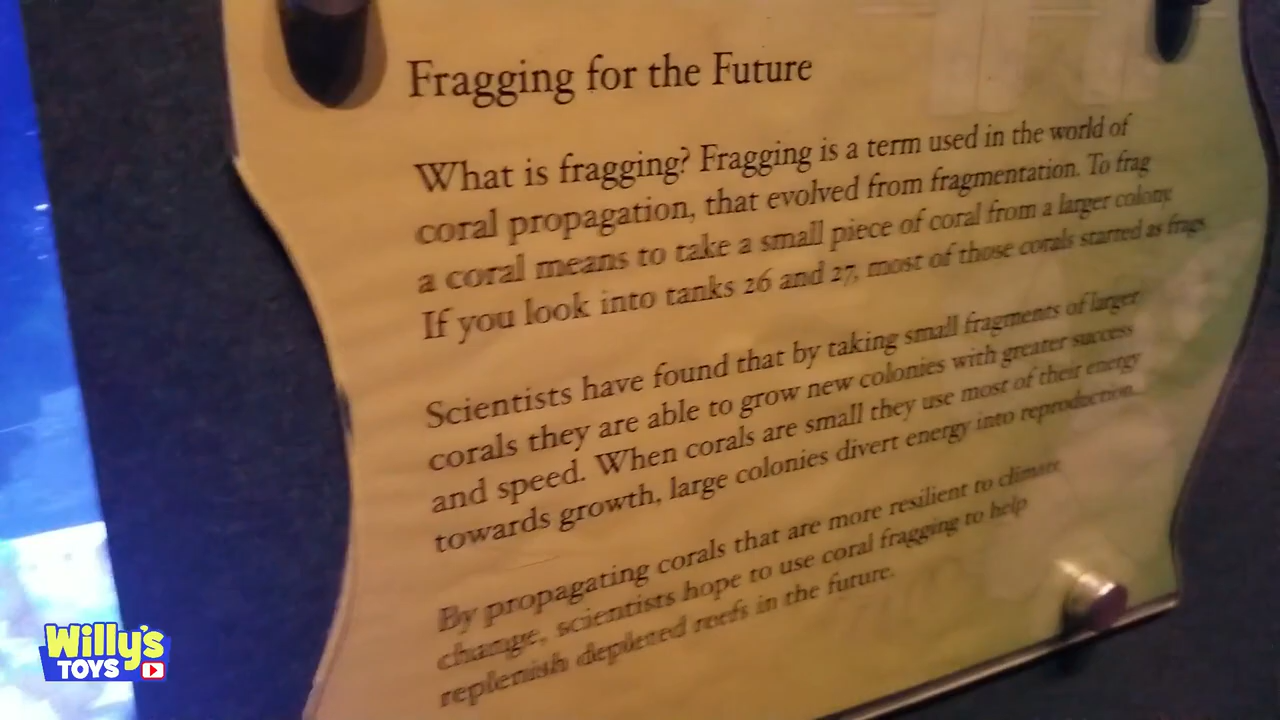 Fragging for the Future
What is fragging? Fragging is a term used in the world of
coral propagation, that evolved from fragmentation. To frag
a coral means to take a small piece of coral from a larger colony
If you look into tanks 26 and 27, most of those corals started as frags
Scientists have found that by taking small fragments of larger
corals they are able to grow new colonies with greater success
and speed. When corals are small they use most of their energy
towards growth, large colonies divert energy into reproduction.
By propagating corals that are more resilient to climate
change, scientists hope to use coral fragging to help
replenish depleted reefs in the future.
Willy's
TOYS